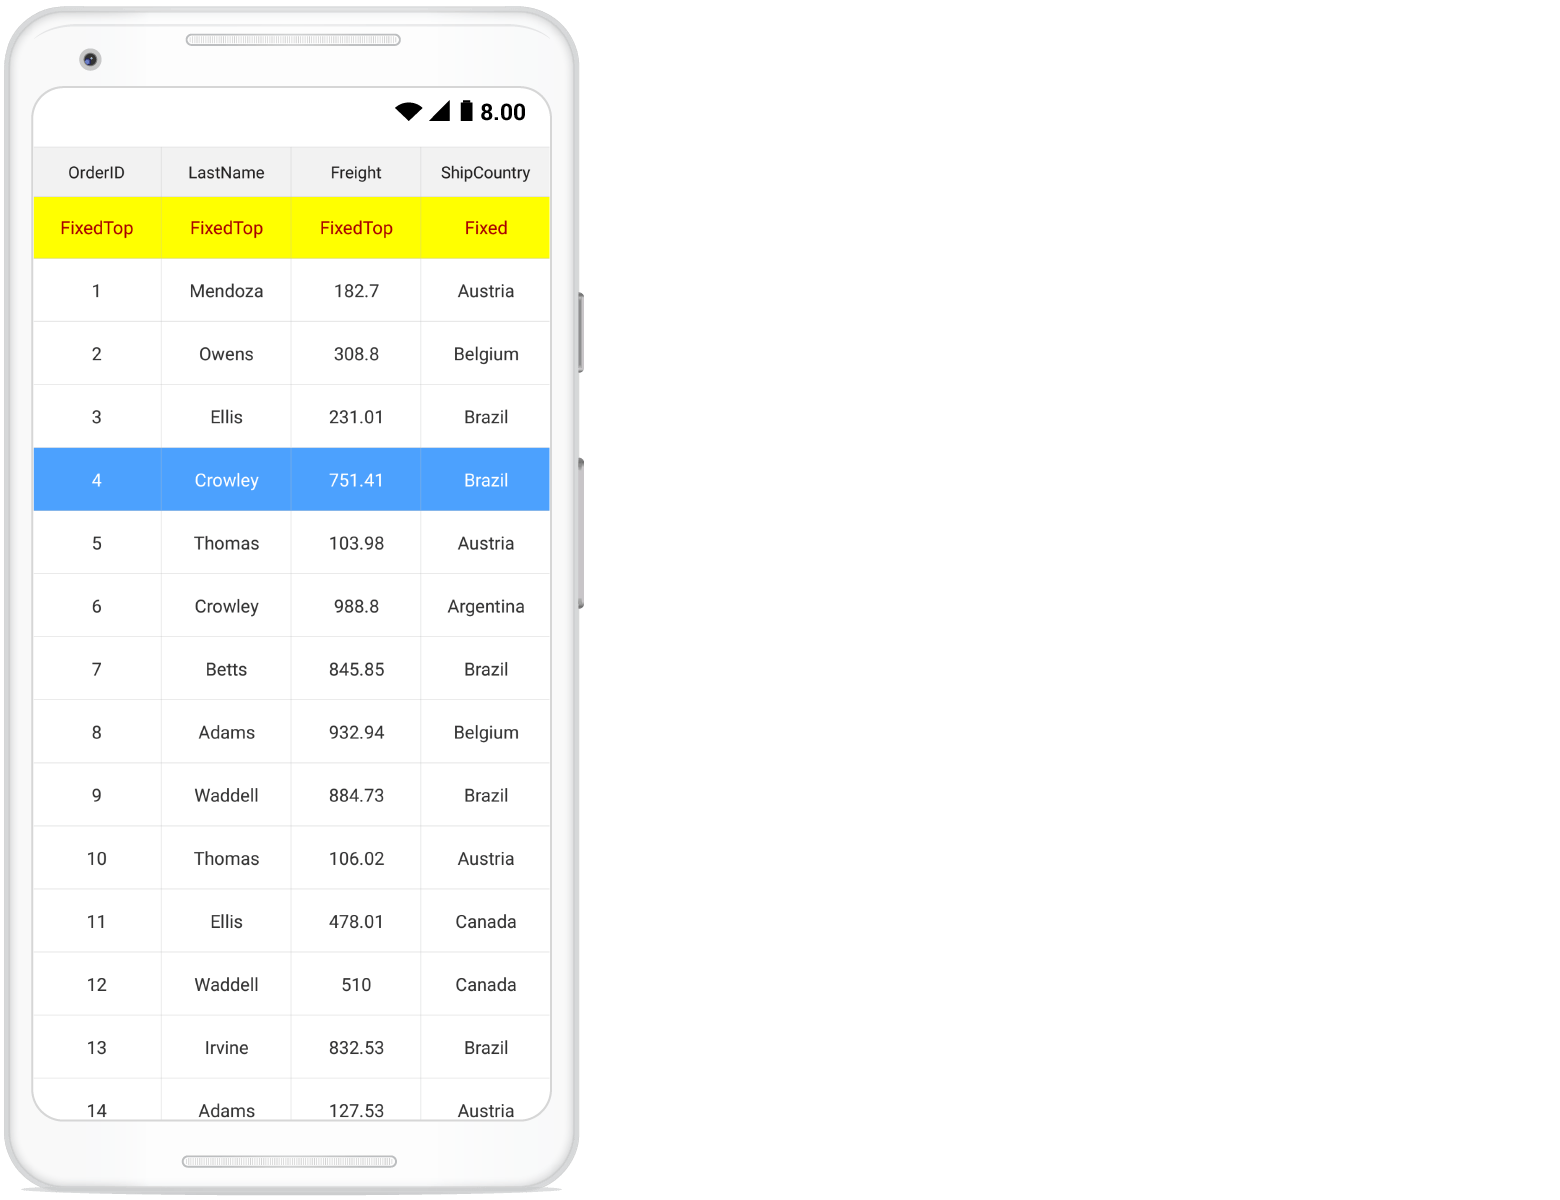 8.00
OrderID LastName Freight ShipCountry
FixedTop FixedTop FixedTop Fixed
1 Mendoza 182.7 Austria
2 Owens 308.8 Belgium
3 Ellis 231.01 Brazil
4 Crowley 751.41 Brazil
5 Thomas 103.98 Austria
6 Crowley 988.8 Argentina
7 Betts 845.85 Brazil
8 Adams 932.94 Belgium
9 Waddell 884.73 Brazil
10 Thomas 106.02 Austria
11 Ellis 478.01 Canada
12 Waddell 510 Canada
13 Irvine 832.53 Brazil
14 Adams 127.53 Austria